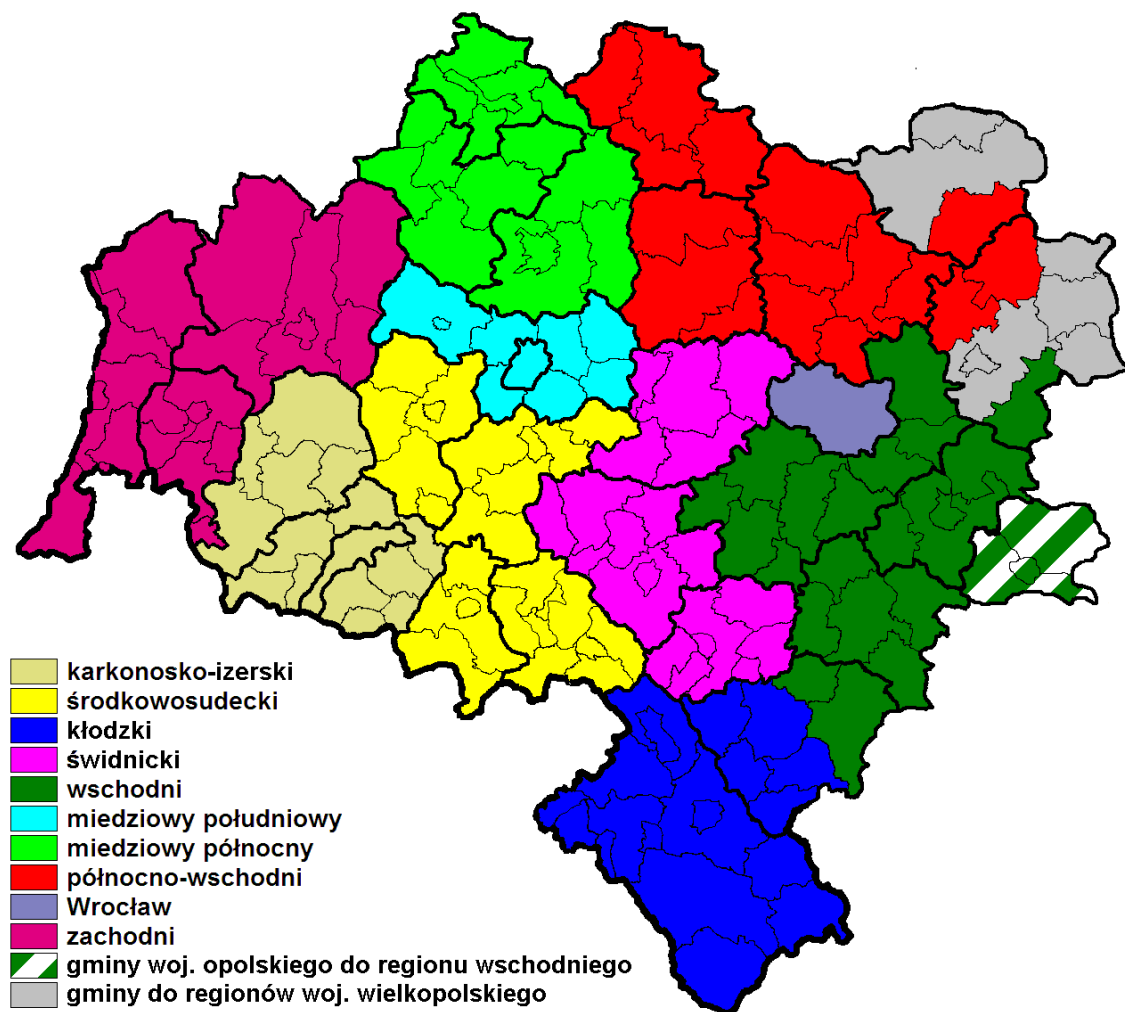 karkonosko-izerski
środkowosudecki
kłodzki
świdnicki
wschodni
miedziowy południowy
miedziowy północny
północno-wschodni
Wrocław
zachodni
gminy woj. opolskiego do regionu wschodniego
gminy do regionów woj. wielkopolskiego